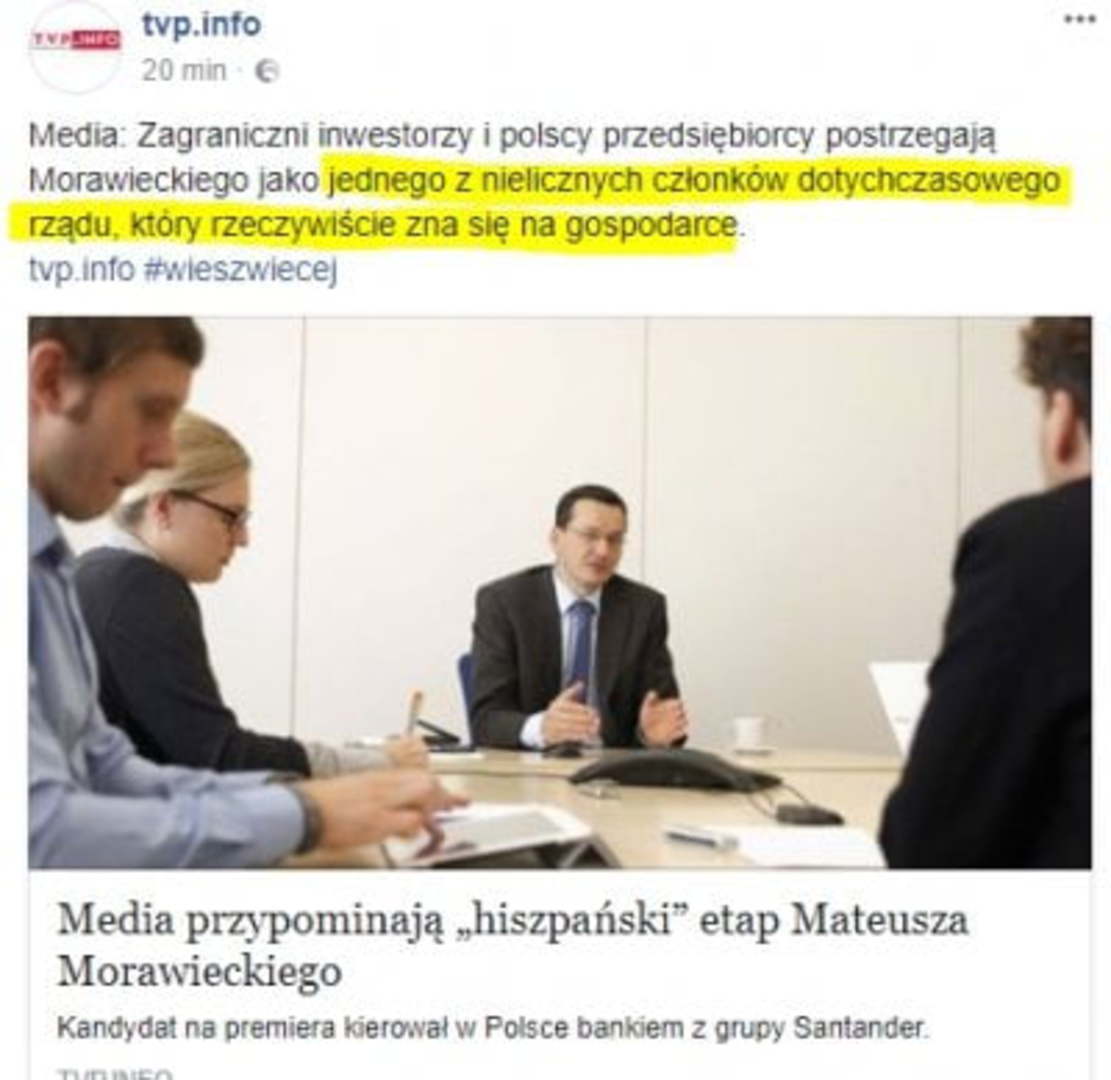 TVP.INFO
tvp.info
20 min ·
Media: Zagraniczni inwestorzy i polscy przedsiębiorcy postrzegają
Morawieckiego jako jednego z nielicznych członków dotychczasowego
rządu, który rzeczywiście zna się na gospodarce.
tvp.info #wieszwiecej
Media przypominają „hiszpański” etap Mateusza
Morawieckiego
Kandydat na premiera kierował w Polsce bankiem z grupy Santander.
TVP.INFO